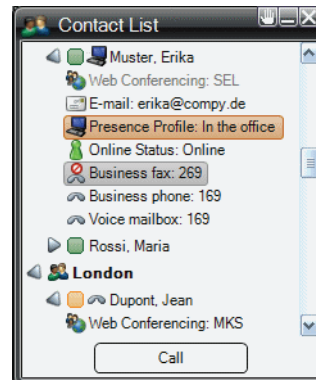 Contact List
Muster, Erika
Web Conferencing: SEL
E-mail: erika@compy.de
Presence Profile: In the office
Online Status: Online
Business fax: 269
Business phone: 169
Voice mailbox: 169
Rossi, Maria
London
Dupont, Jean
Web Conferencing: MKS
Call